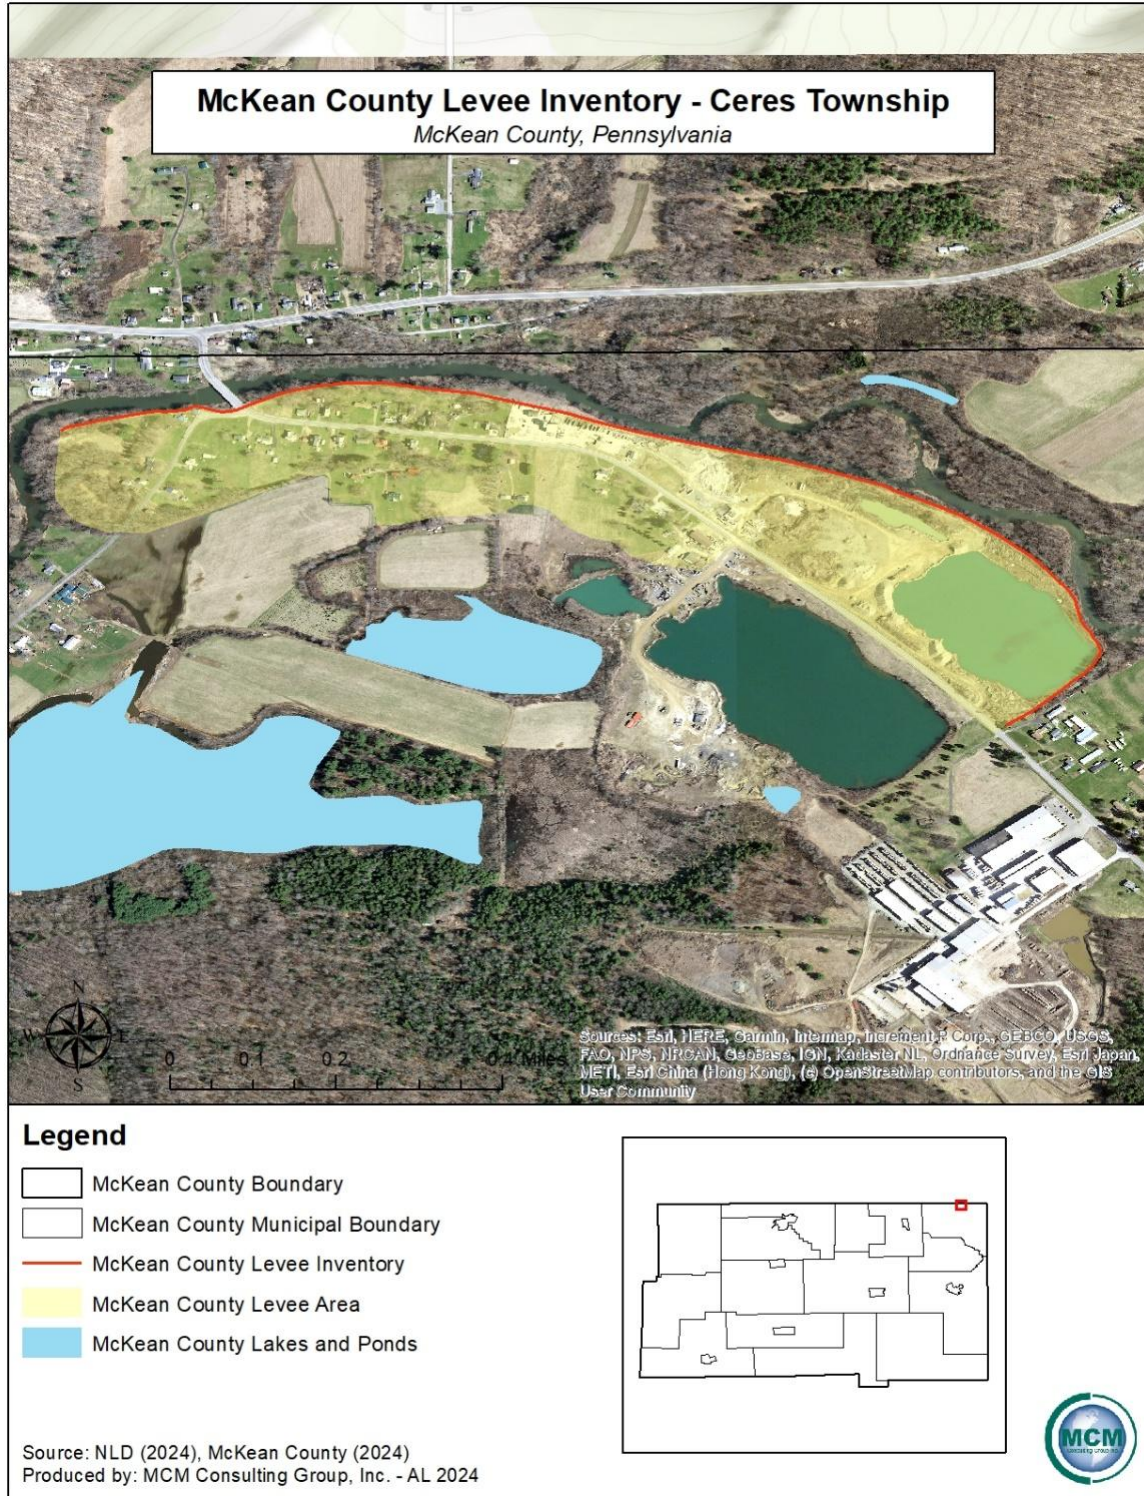 McKean County Levee Inventory - Ceres Township
McKean County, Pennsylvania
N
W E
S
0 0.1 0.2 0.4 Miles
Sources: Esri, HERE, Garmin, Intermap, increment P Corp., GEBCO, USGS,
FAO, NPS, NRCAN, GeoBase, IGN, Kadaster NL, Ordnance Survey, Esri Japan,
METI, Esri China (Hong Kong), (c) OpenStreetMap contributors, and the GIS
User Community
Legend
McKean County Boundary
McKean County Municipal Boundary
McKean County Levee Inventory
McKean County Levee Area
McKean County Lakes and Ponds
Source: NLD (2024), McKean County (2024)
Produced by: MCM Consulting Group, Inc. - AL 2024
MCM
Consulting Group Inc.